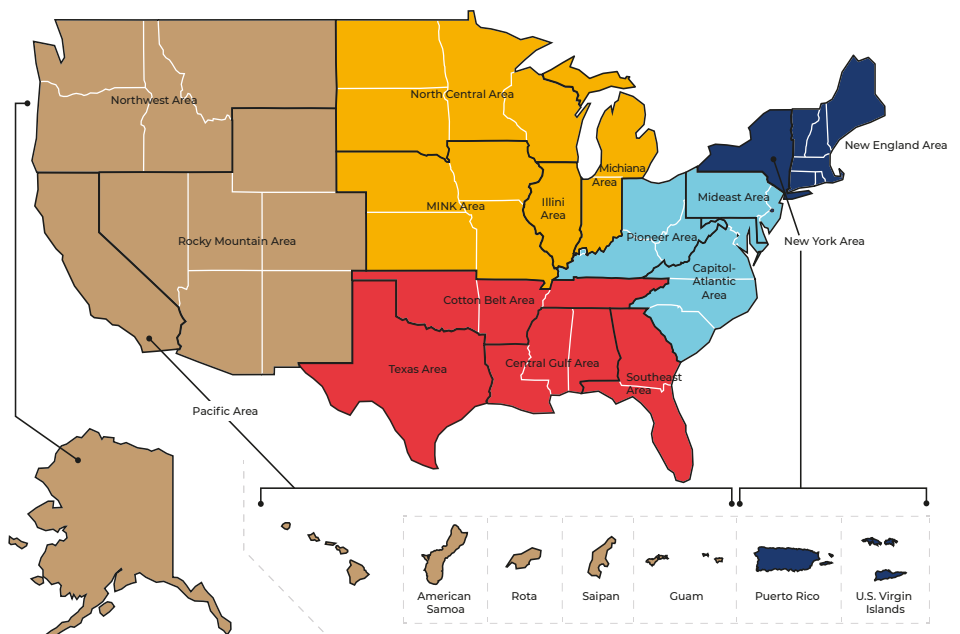 Northwest Area
North Central Area
New England Area
Michiana
Area
Mideast Area
MINK Area
Illini
Area
Pioneer Area
New York Area
Rocky Mountain Area
Capitol-
Atlantic
Area
Cotton Belt Area
Texas Area
Central Gulf Area
Southeast
Area
Pacific Area
American
Samoa
Rota
Saipan
Guam
Puerto Rico
U.S. Virgin
Islands